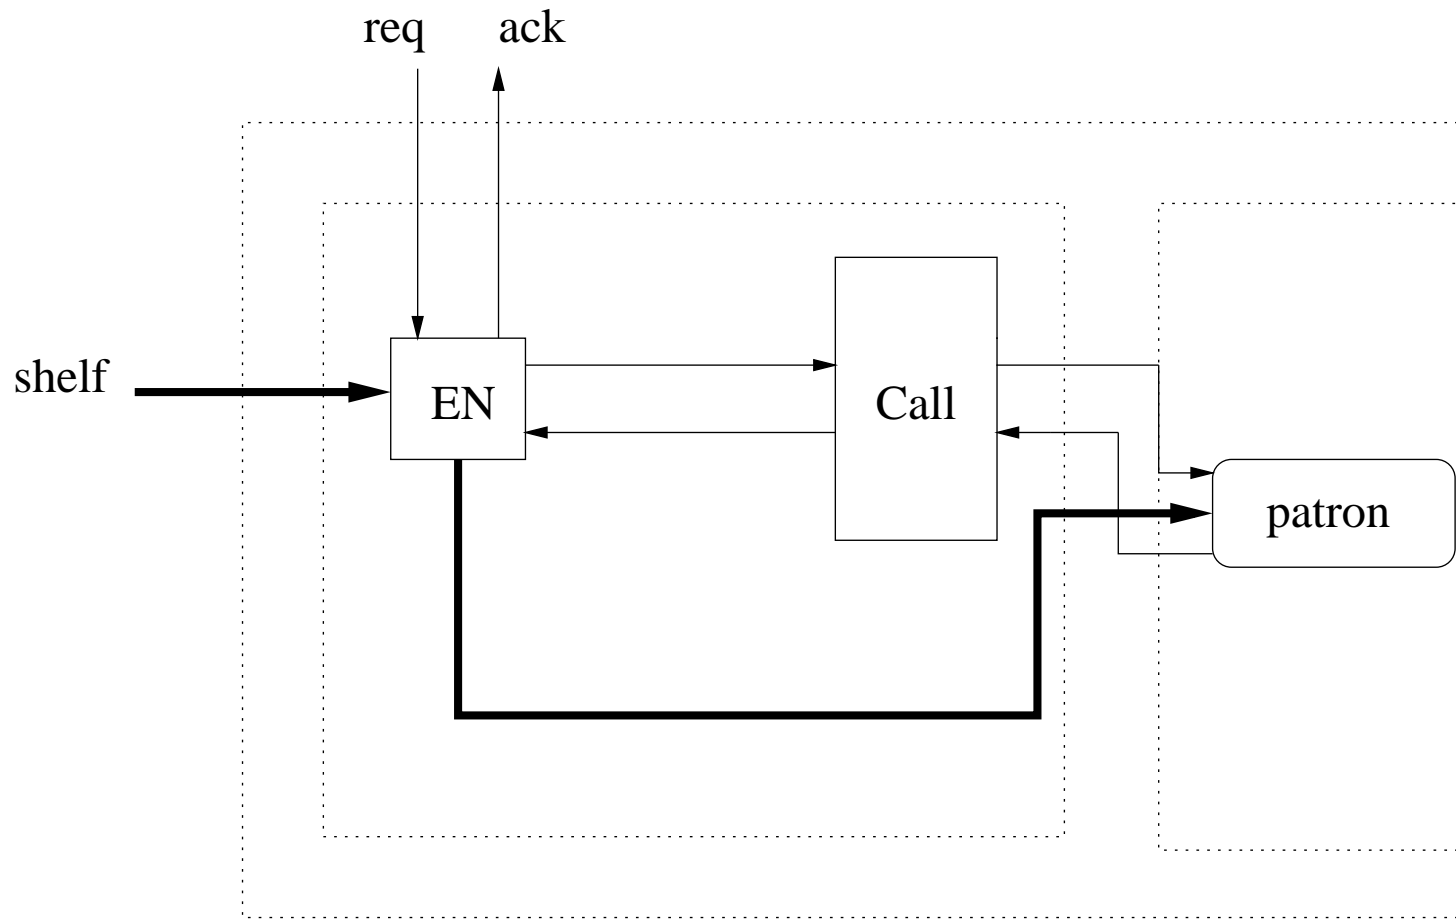 req ack
shelf
EN
Call
patron